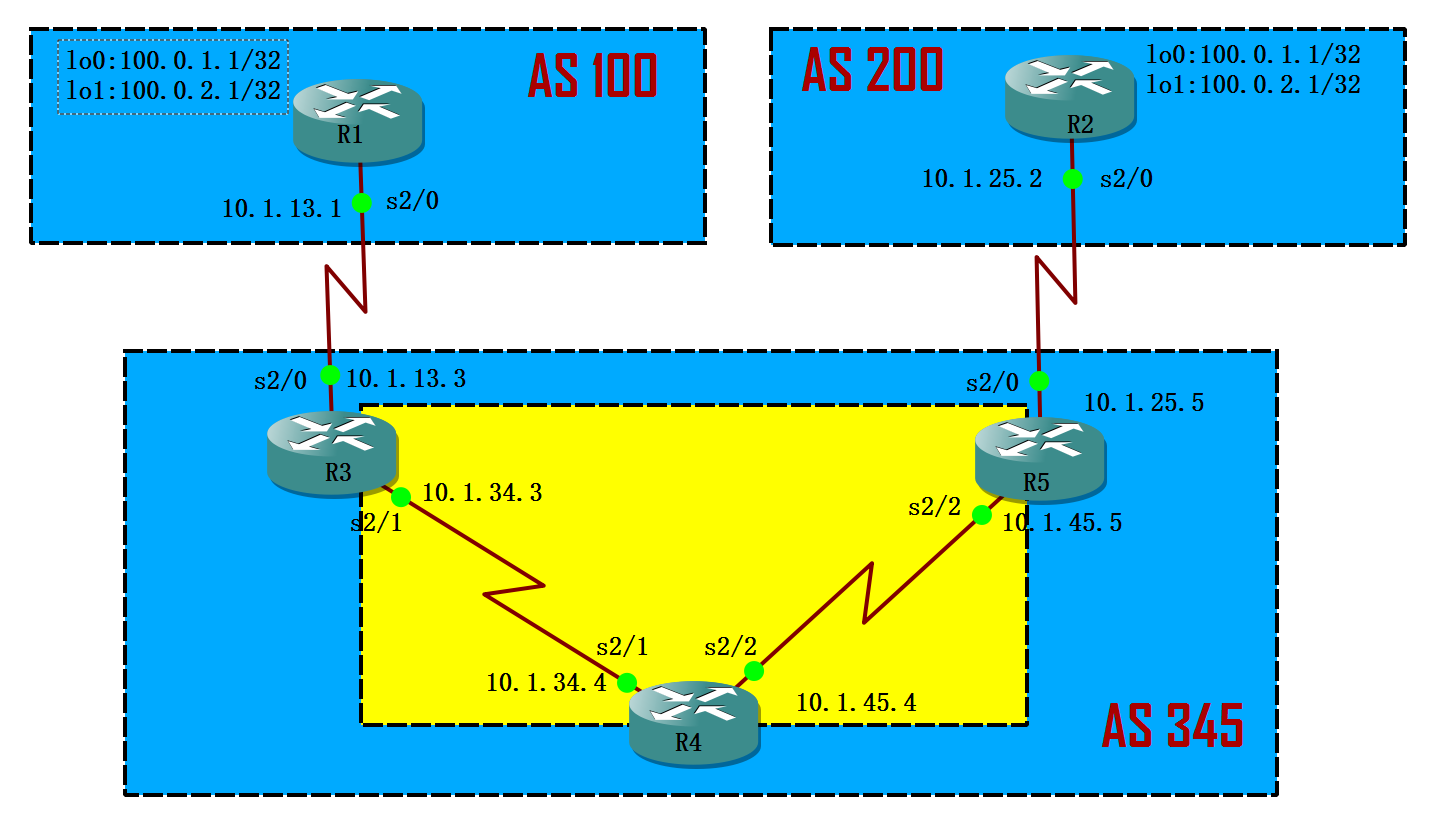 lo0:100.0.1.1/32
lo1:100.0.2.1/32
AS 100
R1
10.1.13.1
s2/0
AS 200
lo0:100.0.1.1/32
lo1:100.0.2.1/32
R2
10.1.25.2
s2/0
s2/0
10.1.13.3
R3
10.1.34.3
s2/1
s2/0
10.1.25.5
R5
s2/2
10.1.45.5
s2/1
10.1.34.4
s2/2
10.1.45.4
R4
AS 345